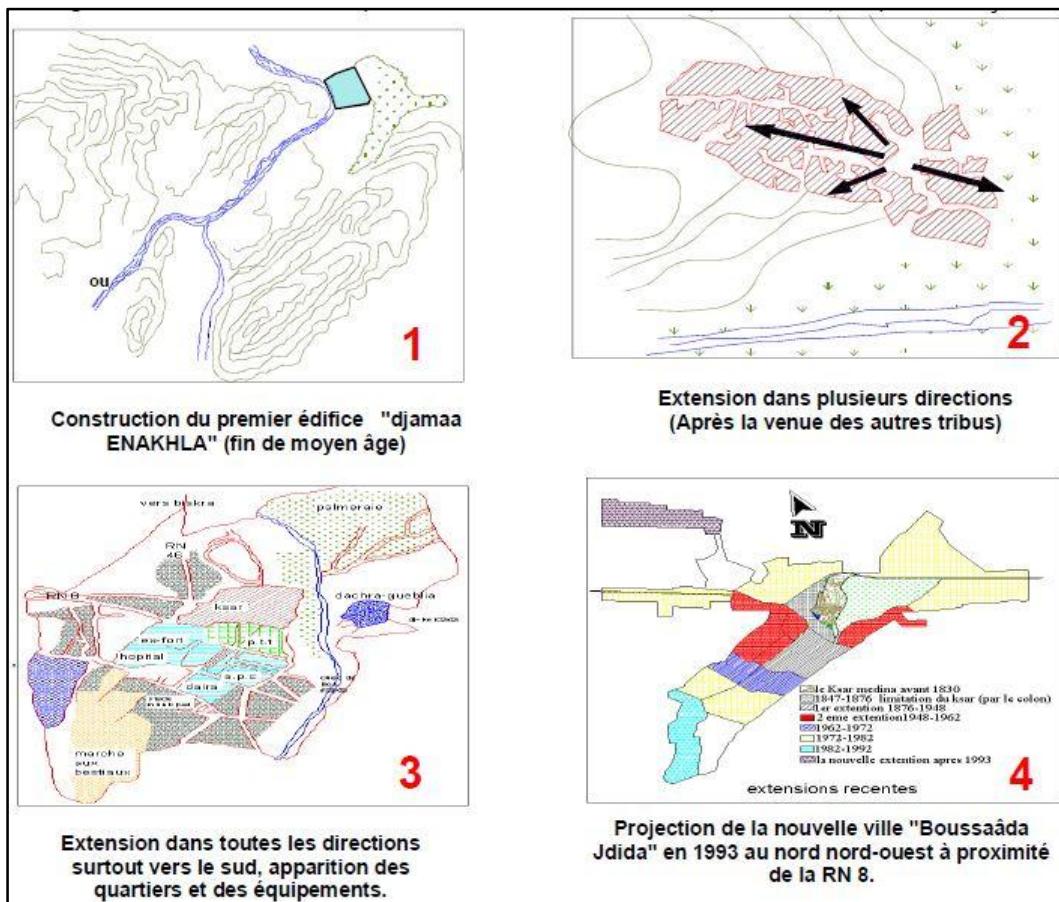 ou
1
Construction du premier édifice "djamaa
ENAKHLA" (fin de moyen âge)
2
Extension dans plusieurs directions
(Après la venue des autres tribus)
vers biskra
palmeraie
RN
46
RN 8
dachra-gueblia
ksar
ex-fort
p.t.t
hopital
a.p.c
daira
marche
aux
bestiaux
3
Extension dans toutes les directions
surtout vers le sud, apparition des
quartiers et des équipements.
N
le Ksar medina avant 1830
1847-1876 limitation du ksar (par le colon)
1er extention 1876-1948
2 eme extention1948-1962
1962-1972
1972-1982
1982-1992
la nouvelle extention apres 1993
4
extensions recentes
Projection de la nouvelle ville "Boussaâda
Jdida" en 1993 au nord nord-ouest à proximité
de la RN 8.